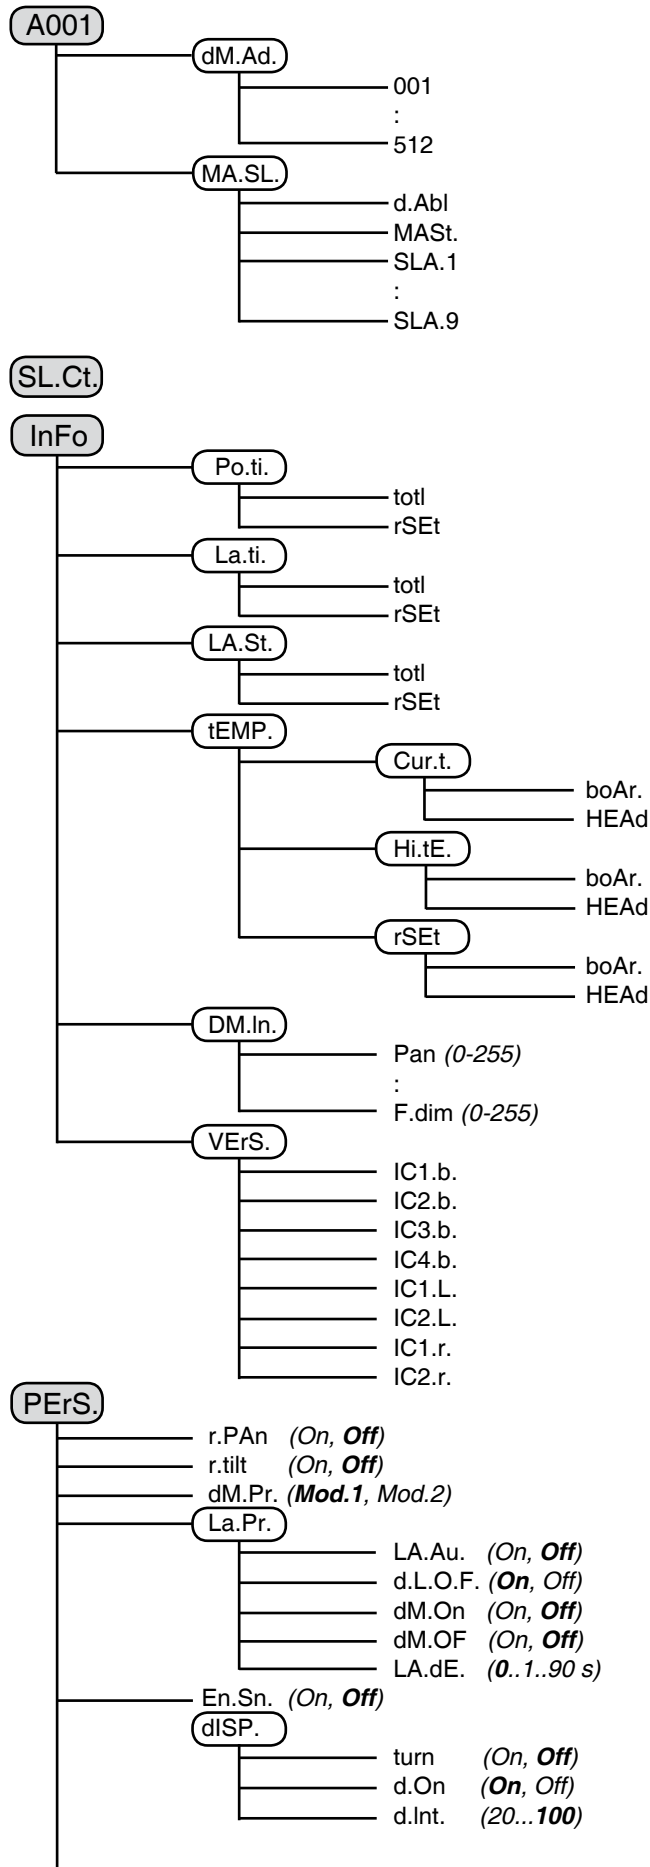 A001
dM.Ad.
001
:
512
MA.SL.
d.Abl
MASt.
SLA.1
:
SLA.9
SL.Ct.
InFo
Po.ti.
totl
rSEt
La.ti.
totl
rSEt
LA.St.
totl
rSEt
tEMP.
Cur.t.
boAr.
HEAd
Hi.tE.
boAr.
HEAd
rSEt
boAr.
HEAd
DM.In.
Pan (0-255)
:
F.dim (0-255)
VErS.
IC1.b.
IC2.b.
IC3.b.
IC4.b.
IC1.L.
IC2.L.
IC1.r.
IC2.r.
PErS.
r.PAn (On, Off)
r.tilt (On, Off)
dM.Pr. (Mod.1, Mod.2)
La.Pr.
LA.Au. (On, Off)
d.L.O.F. (On, Off)
dM.On (On, Off)
dM.OF (On, Off)
LA.dE. (0..1..90 s)
En.Sn. (On, Off)
dISP.
turn (On, Off)
d.On (On, Off)
d.Int. (20...100)